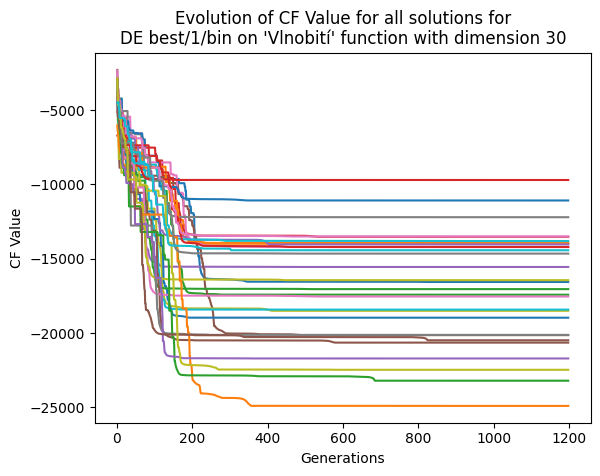 Evolution of CF Value for all solutions for
DE best/1/bin on 'Vlnobití' function with dimension 30
CF Value
−5000
−10000
−15000
−20000
−25000
0 200 400 600 800 1000 1200
Generations